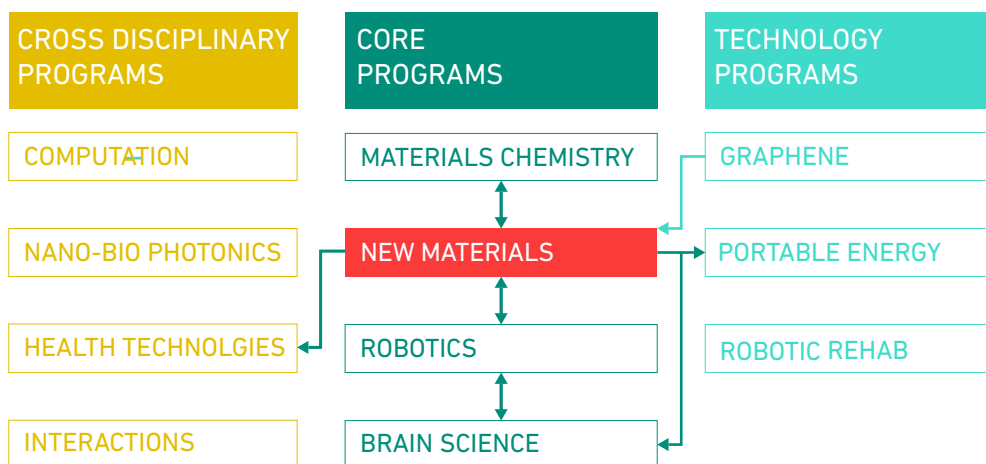 CROSS DISCIPLINARY
PROGRAMS
CORE
PROGRAMS
TECHNOLOGY
PROGRAMS
COMPUTATION
MATERIALS CHEMISTRY
GRAPHENE
NANO-BIO PHOTONICS
NEW MATERIALS
PORTABLE ENERGY
HEALTH TECHNOLGIES
ROBOTICS
ROBOTIC REHAB
INTERACTIONS
BRAIN SCIENCE